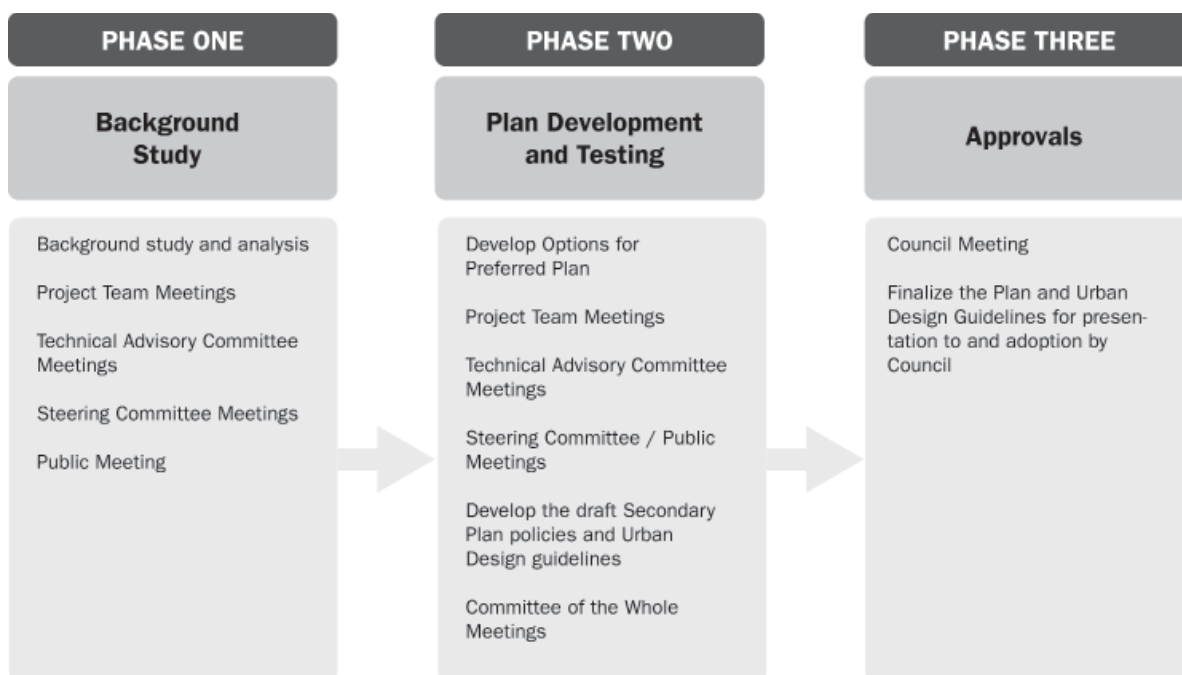 PHASE ONE
Background
Study
Background study and analysis
Project Team Meetings
Technical Advisory Committee
Meetings
Steering Committee Meetings
Public Meeting
PHASE TWO
Plan Development
and Testing
Develop Options for
Preferred Plan
Project Team Meetings
Technical Advisory Committee
Meetings
Steering Committee / Public
Meetings
Develop the draft Secondary
Plan policies and Urban
Design guidelines
Committee of the Whole
Meetings
PHASE THREE
Approvals
Council Meeting
Finalize the Plan and Urban
Design Guidelines for presen-
tation to and adoption by
Council